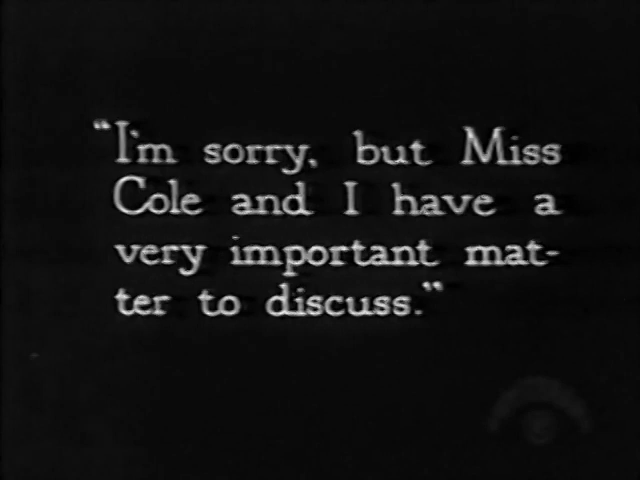 "I'm sorry, but Miss
Cole and I have a
very important mat-
ter to discuss."